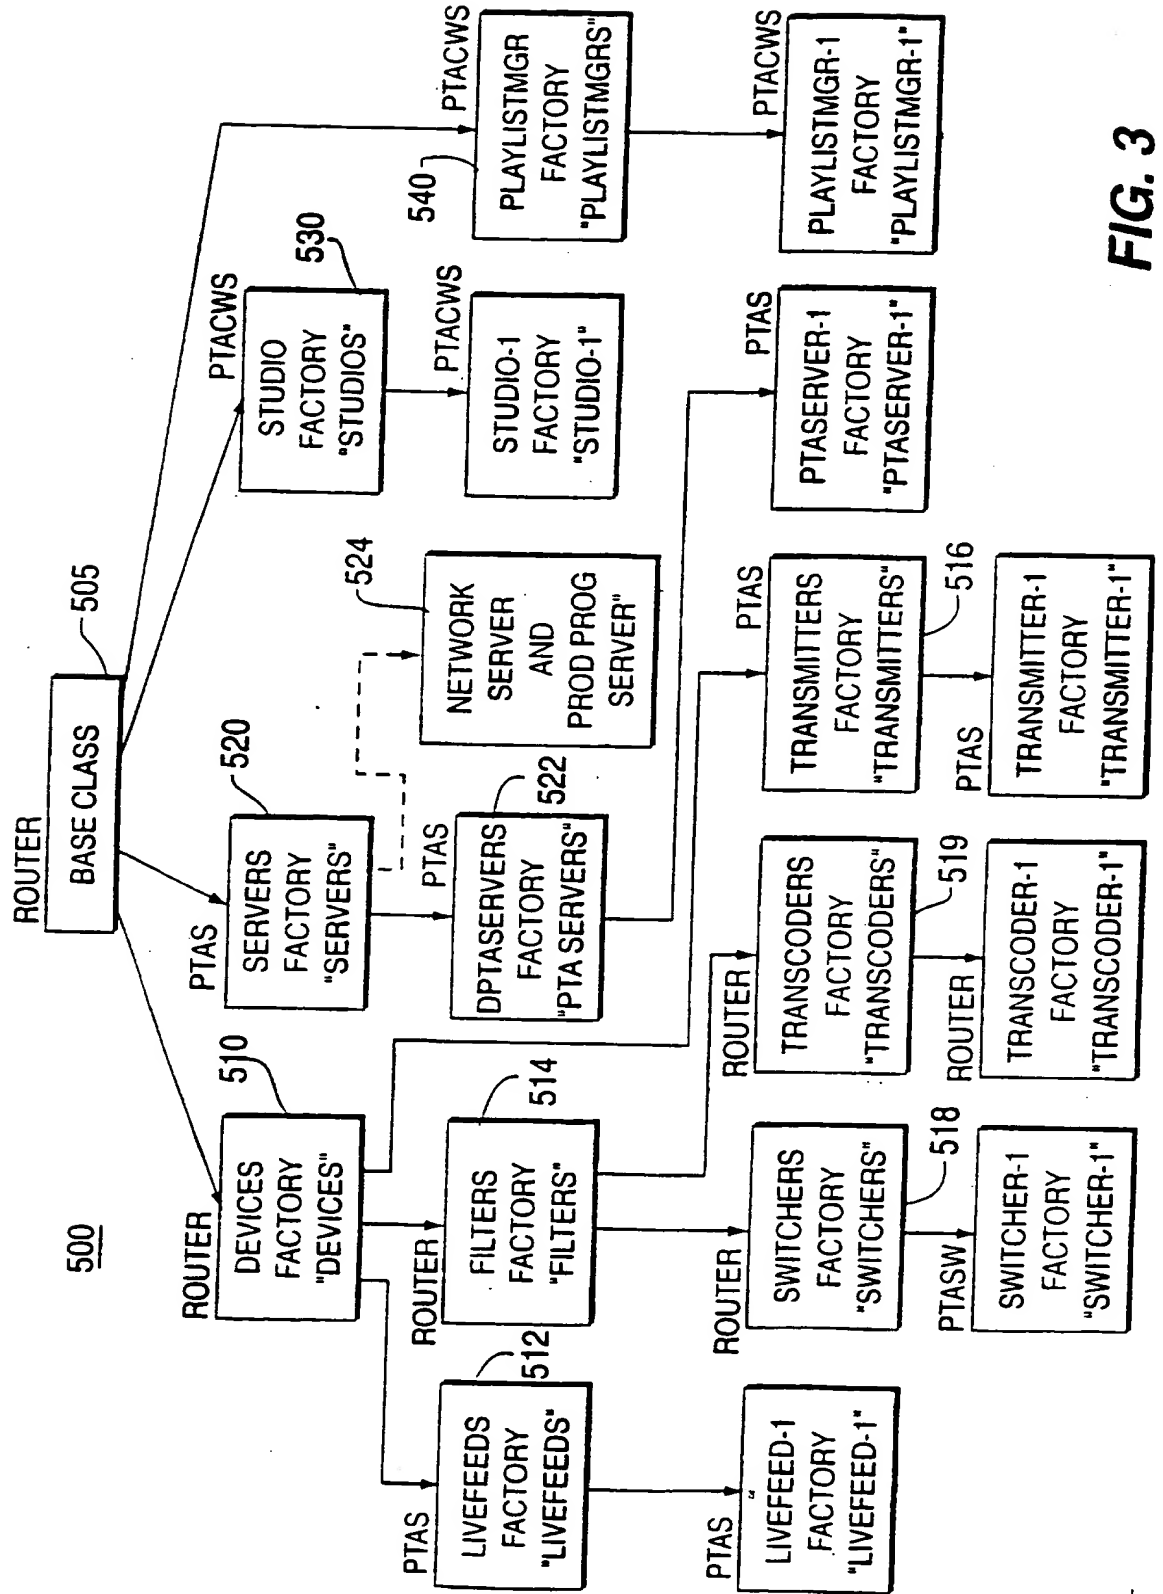 500
ROUTER
BASE CLASS
505
ROUTER
DEVICES
FACTORY
"DEVICES"
510
PTAS
SERVERS
FACTORY
"SERVERS"
520
PTACWS
STUDIO
FACTORY
"STUDIOS"
530
PTAS
LIVEFEEDS
FACTORY
"LIVEFEEDS"
512
ROUTER
FILTERS
FACTORY
"FILTERS"
514
PTAS
DPTASERVERS
FACTORY
"PTA SERVERS"
522
NETWORK
SERVER
AND
PROD PROG
SERVER"
524
PTACWS
STUDIO-1
FACTORY
"STUDIO-1"
540
PTACWS
PLAYLISTMGR
FACTORY
"PLAYLISTMGRS"
PTAS
LIVEFEED-1
FACTORY
"LIVEFEED-1"
ROUTER
SWITCHERS
FACTORY
"SWITCHERS"
518
ROUTER
TRANSCODERS
FACTORY
"TRANSCODERS"
519
PTAS
TRANSMITTERS
FACTORY
"TRANSMITTERS"
516
PTAS
PTASERVER-1
FACTORY
"PTASERVER-1"
PTACWS
PLAYLISTMGR-1
FACTORY
"PLAYLISTMGR-1"
PTASW
SWITCHER-1
FACTORY
"SWITCHER-1"
ROUTER
TRANSCODER-1
FACTORY
"TRANSCODER-1"
PTAS
TRANSMITTER-1
FACTORY
"TRANSMITTER-1"
FIG. 3